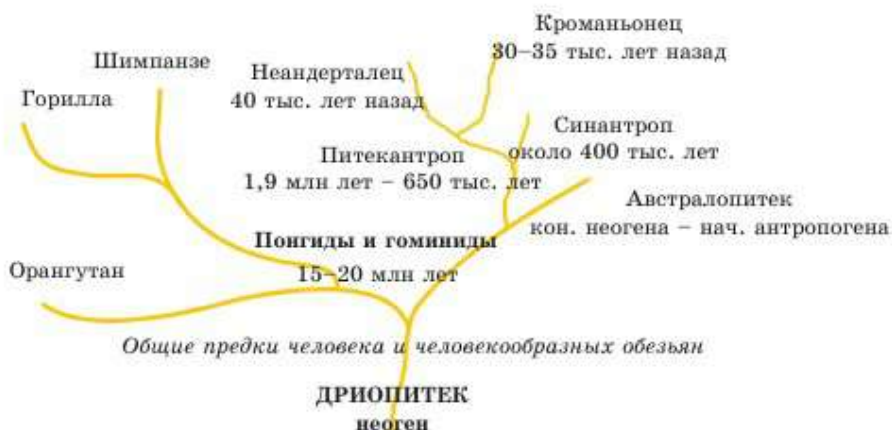 Кроманьонец
30–35 тыс. лет назад
Шимпанзе
Неандерталец
40 тыс. лет назад
Горилла
Синантроп
около 400 тыс. лет
Питекантроп
1,9 млн лет – 650 тыс. лет
Австралопитек
кон. неогена – нач. антропогена
Понгиды и гоминиды
15–20 млн лет
Орангутан
Общие предки человека и человекообразных обезьян
ДРИОПИТЕК
неоген